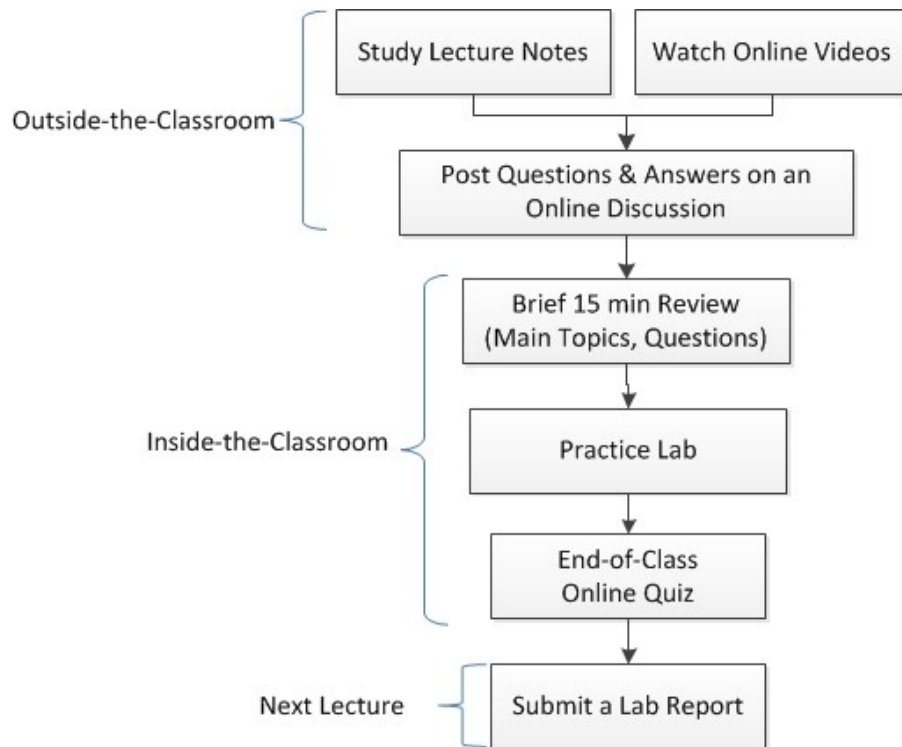 Study Lecture Notes
Watch Online Videos
Outside-the-Classroom
Post Questions & Answers on an
Online Discussion
Brief 15 min Review
(Main Topics, Questions)
Inside-the-Classroom
Practice Lab
End-of-Class
Online Quiz
Next Lecture
Submit a Lab Report